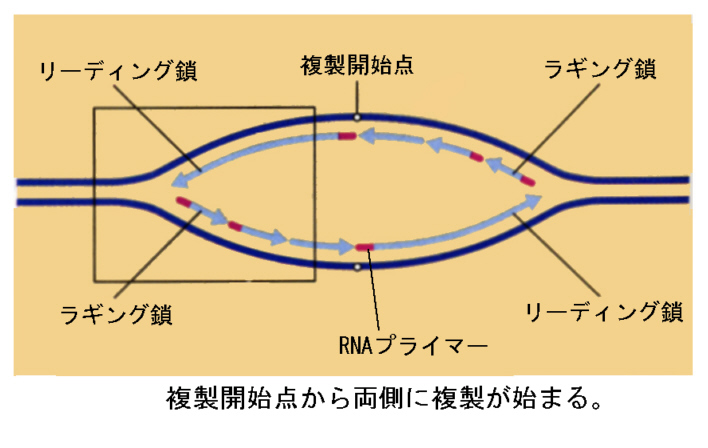 リーディング鎖
複製開始点
ラギング鎖
ラギング鎖
リーディング鎖
RNAプライマー
複製開始点から両側に複製が始まる。